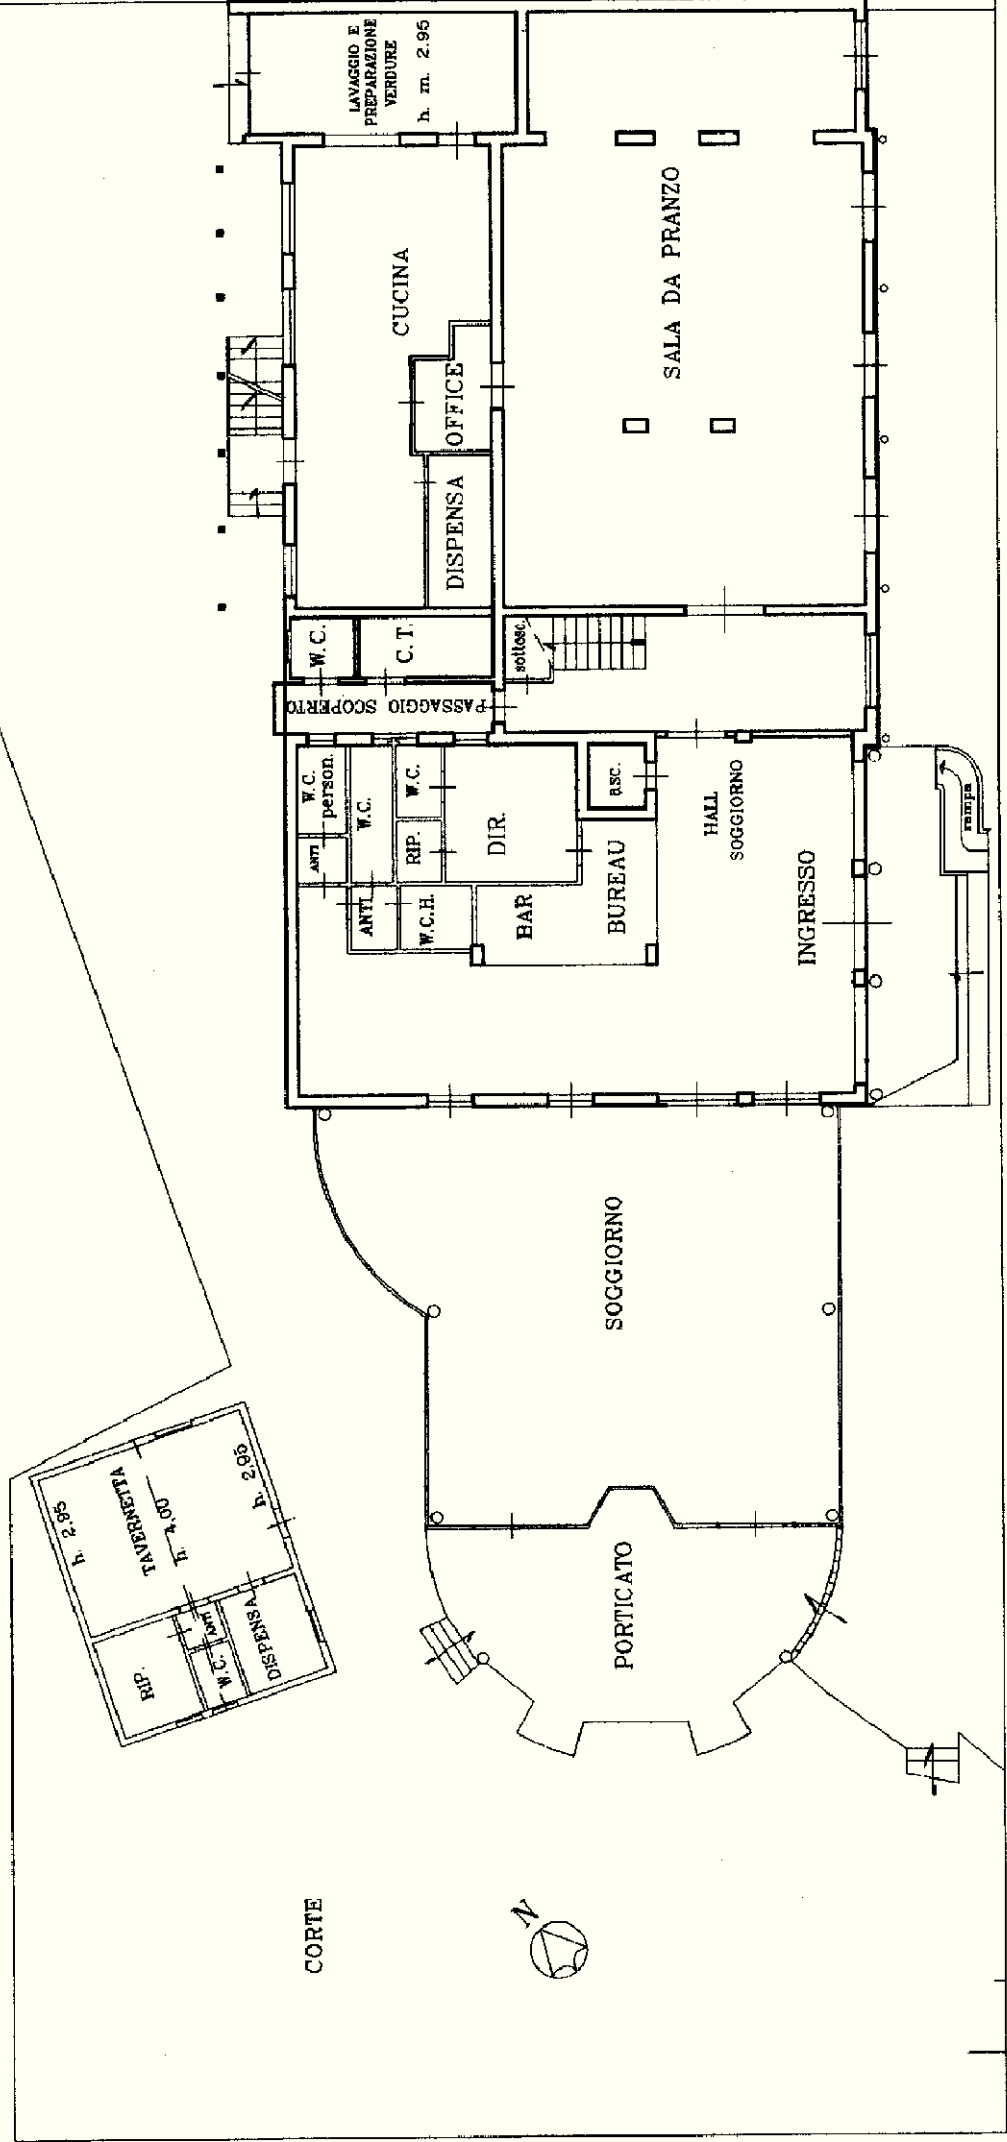 LAVAGGIO E
PREPARAZIONE
VERDURE
h. m. 2.95
CUCINA
SALA DA PRANZO
OFFICE
DISPENSA
W.C.
C.T.
sottosc.
PASSAGGIO SCOPERTO
W.C.
person.
W.C.
W.C.
ANTI
RIP.
DIR.
asc.
HALL
SOGGIORNO
rampa
ANTI
W.C.H.
BAR
BUREAU
INGRESSO
SOGGIORNO
h. 2.95
TAVERNETTA
h. 4.00
h. 2.95
RIP.
ANTI
W.C.
DISPENSA
PORTICATO
CORTE
N